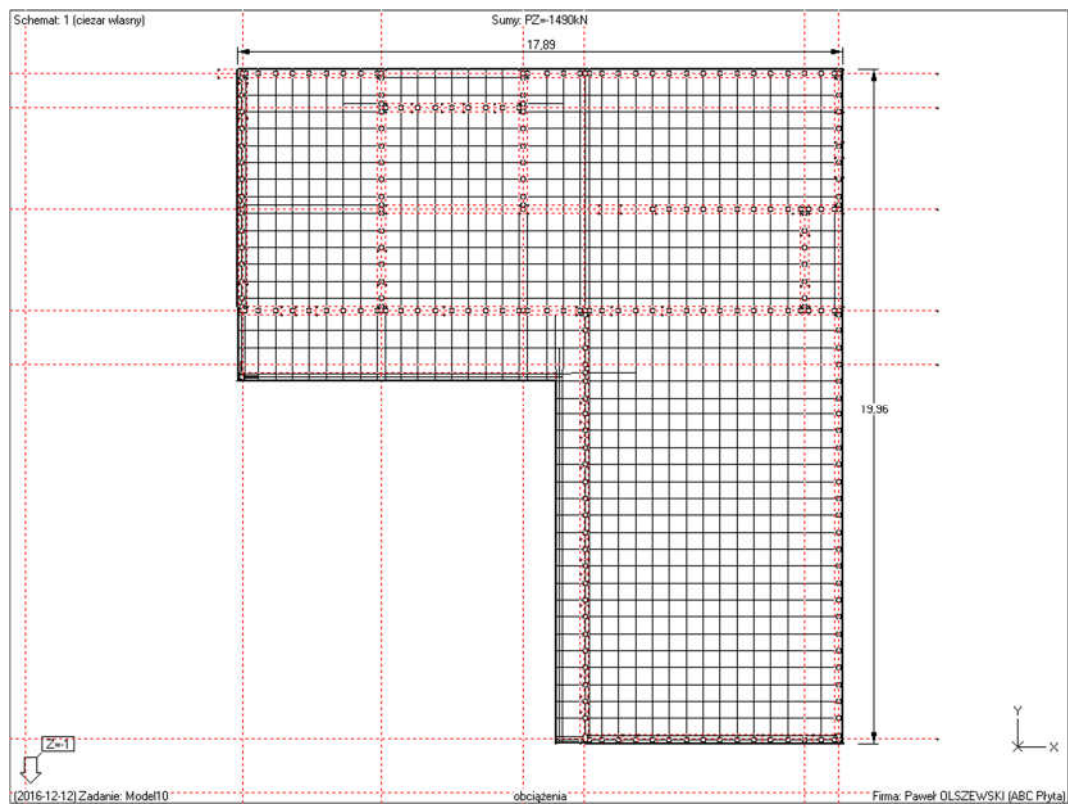 Schemat: 1 (ciezar wlasny)
Sumy: PZ=-1490kN
17,89
19,96
Z=-1
Y
X
(2016-12-12) Zadanie: Model10
obciążenia
Firma: Paweł OLSZEWSKI (ABC Płyta)